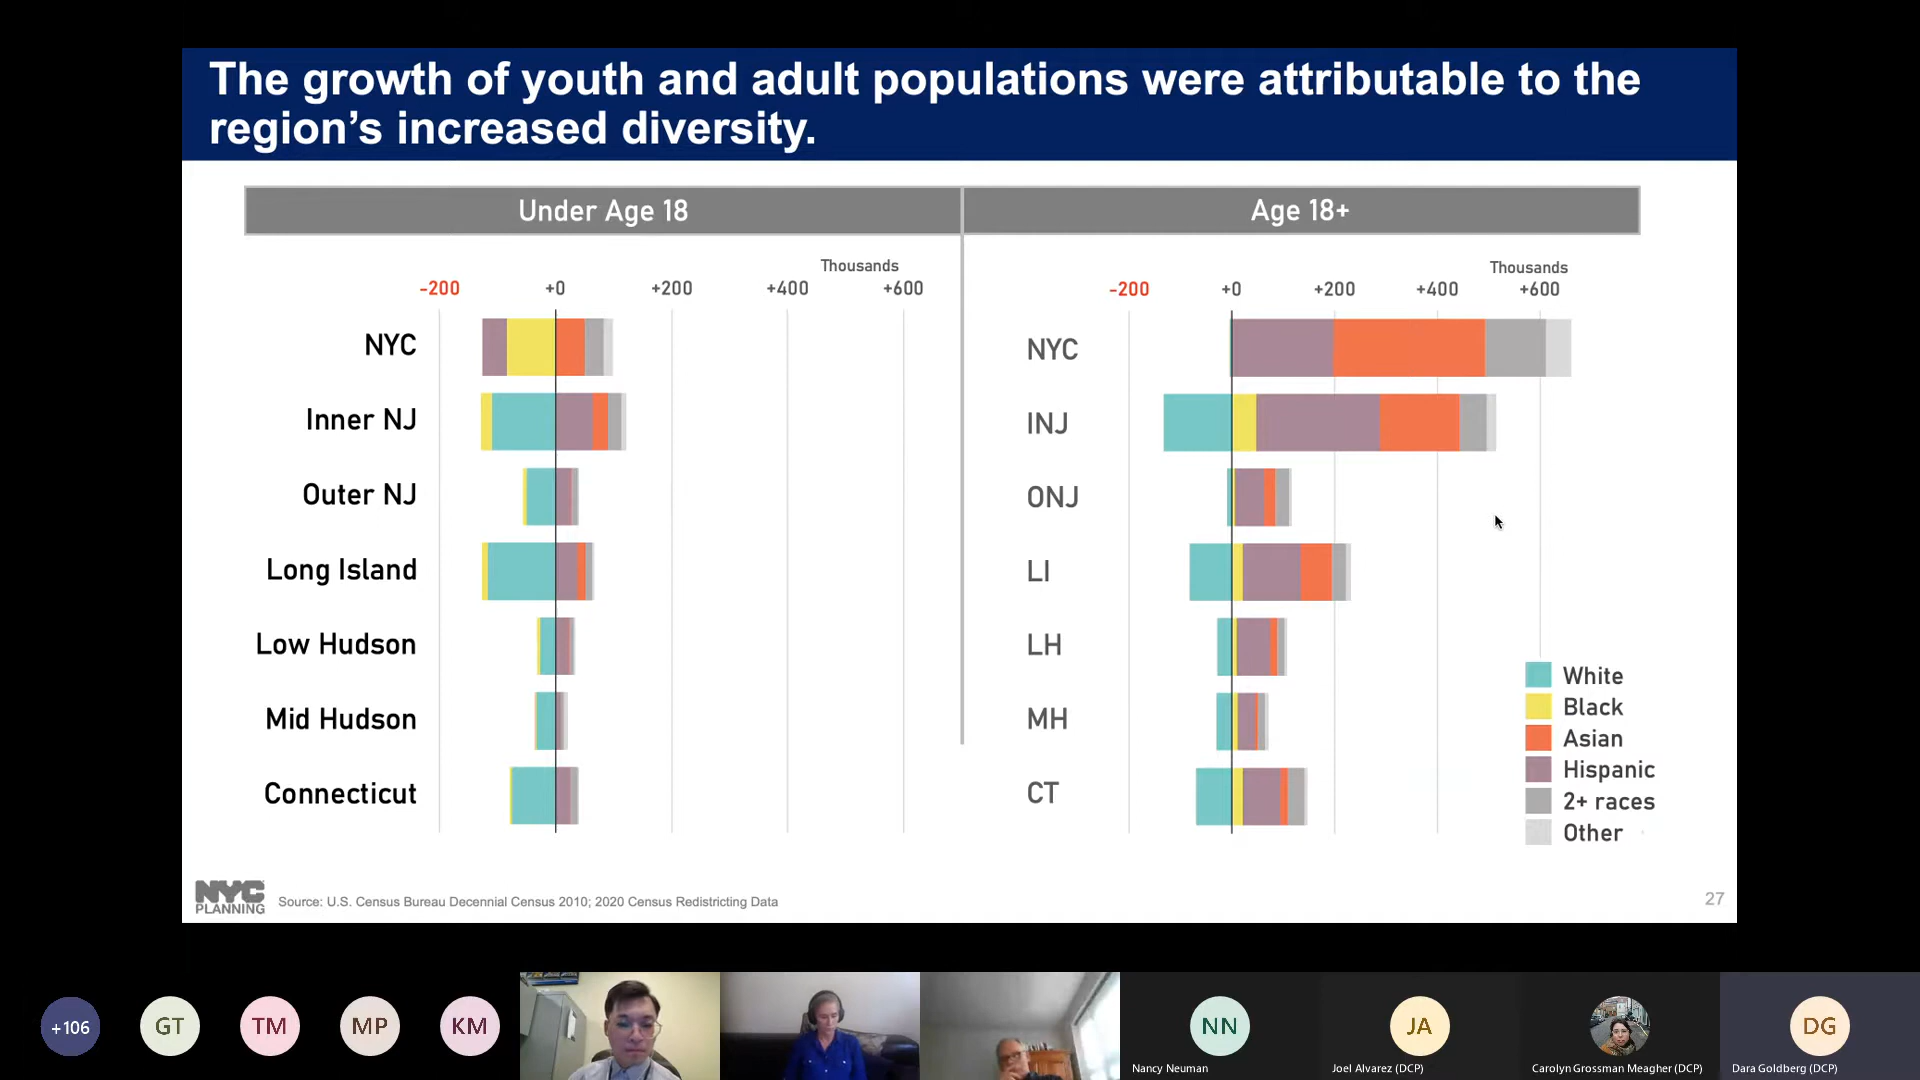 The growth of youth and adult populations were attributable to the
region's increased diversity.
Under Age 18
Age 18+
Thousands
-200 +0 +200 +400 +600
NYC
Inner NJ
Outer NJ
Long Island
Low Hudson
Mid Hudson
Connecticut
Thousands
-200 +0 +200 +400 +600
NYC
INJ
ONJ
LI
LH
MH
CT
White
Black
Asian
Hispanic
2+ races
Other
NYC
PLANNING
Source: U.S. Census Bureau Decennial Census 2010; 2020 Census Redistricting Data
27
+106
GT
TM
MP
KM
NN
Nancy Neuman
JA
Joel Alvarez (DCP)
Carolyn Grossman Meagher (DCP)
DG
Dara Goldberg (DCP)